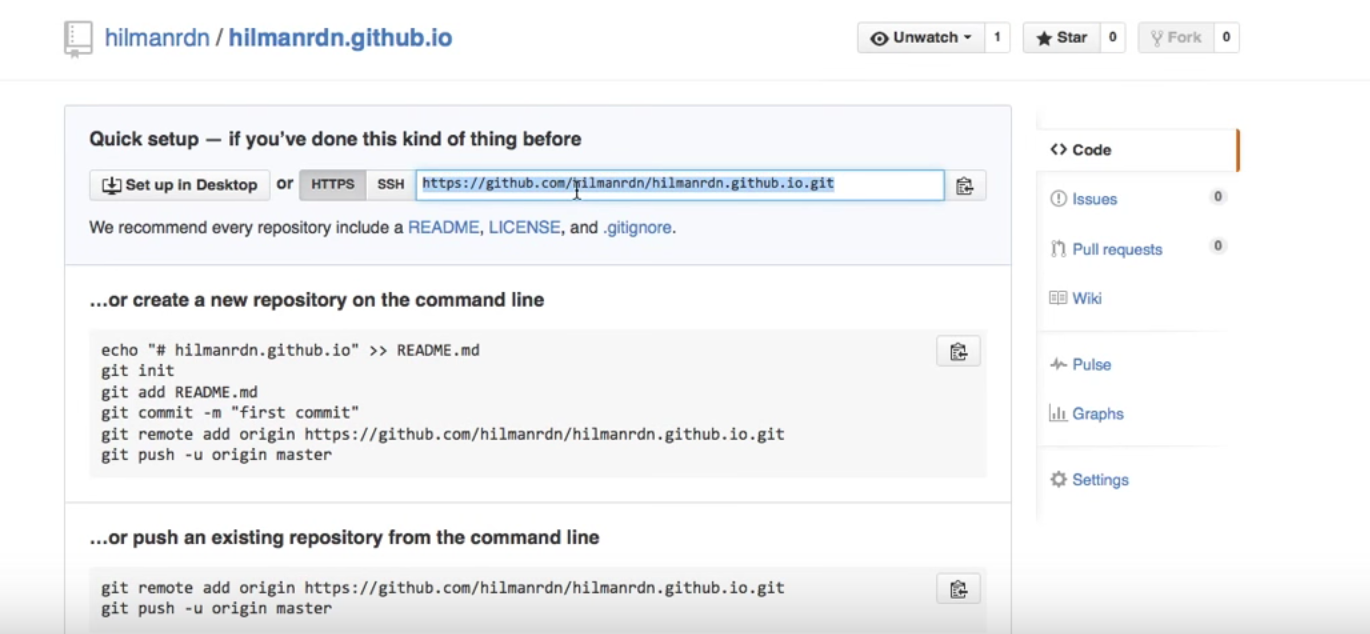 hilmanrdn / hilmanrdn.github.io
Unwatch 1 Star 0 Fork 0
Quick setup — if you've done this kind of thing before
Set up in Desktop or HTTPS SSH https://github.com/hilmanrdn/hilmanrdn.github.io.git
We recommend every repository include a README, LICENSE, and .gitignore.
…or create a new repository on the command line
echo "# hilmanrdn.github.io" >> README.md
git init
git add README.md
git commit -m "first commit"
git remote add origin https://github.com/hilmanrdn/hilmanrdn.github.io.git
git push -u origin master
…or push an existing repository from the command line
git remote add origin https://github.com/hilmanrdn/hilmanrdn.github.io.git
git push -u origin master
Code
Issues 0
Pull requests 0
Wiki
Pulse
Graphs
Settings